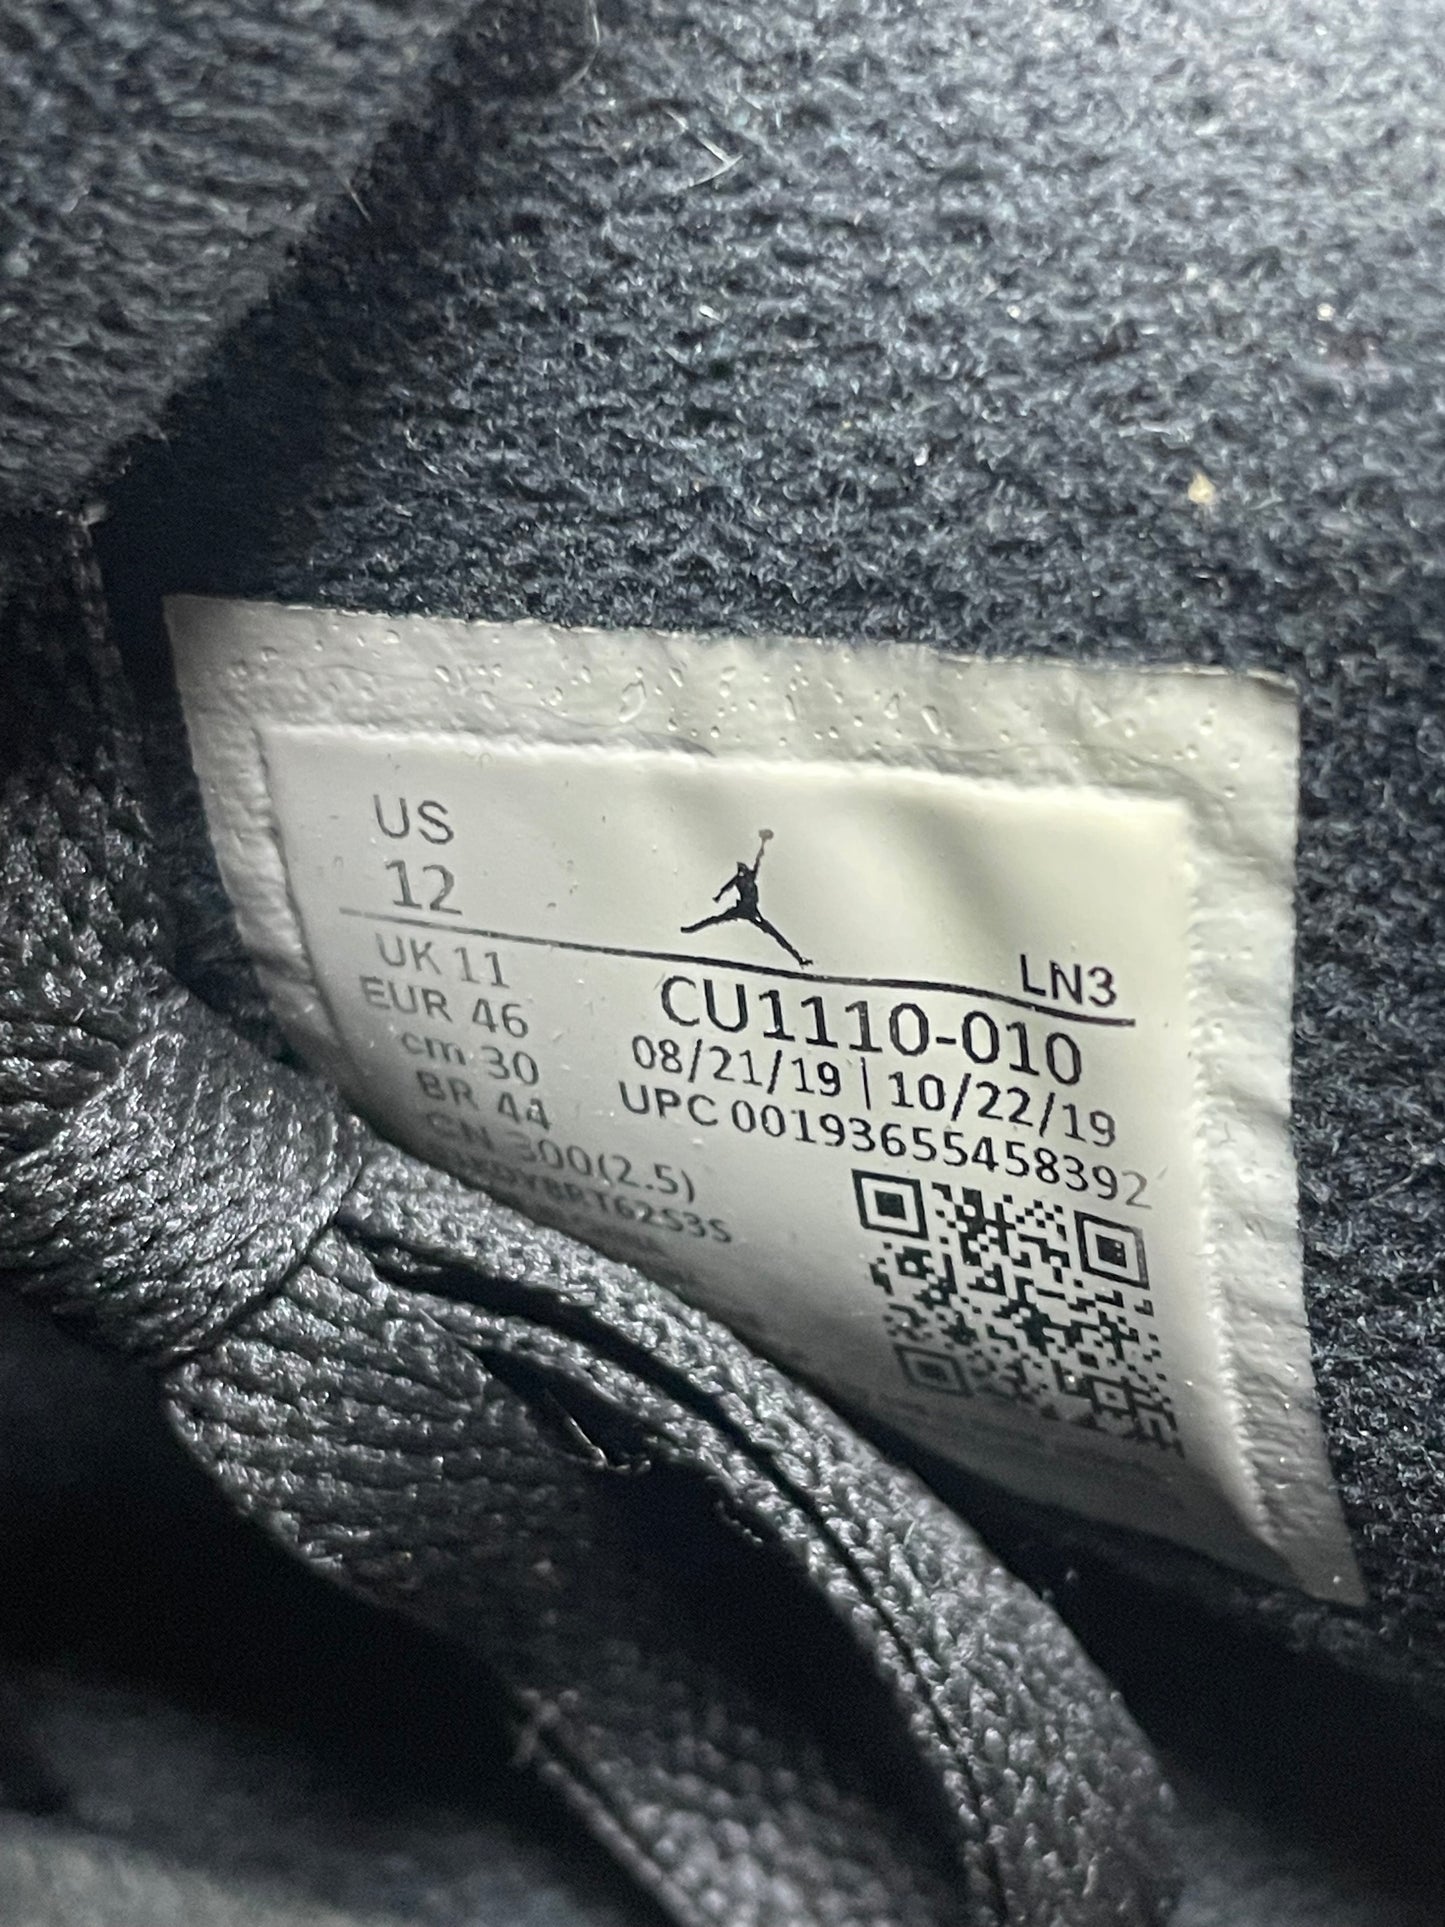 US
12
LN3
UK 11
CU1110-010
EUR 46
08/21/19 | 10/22/19
cm 30
UPC 00193655458392
BR 44
CN 300(2.5)